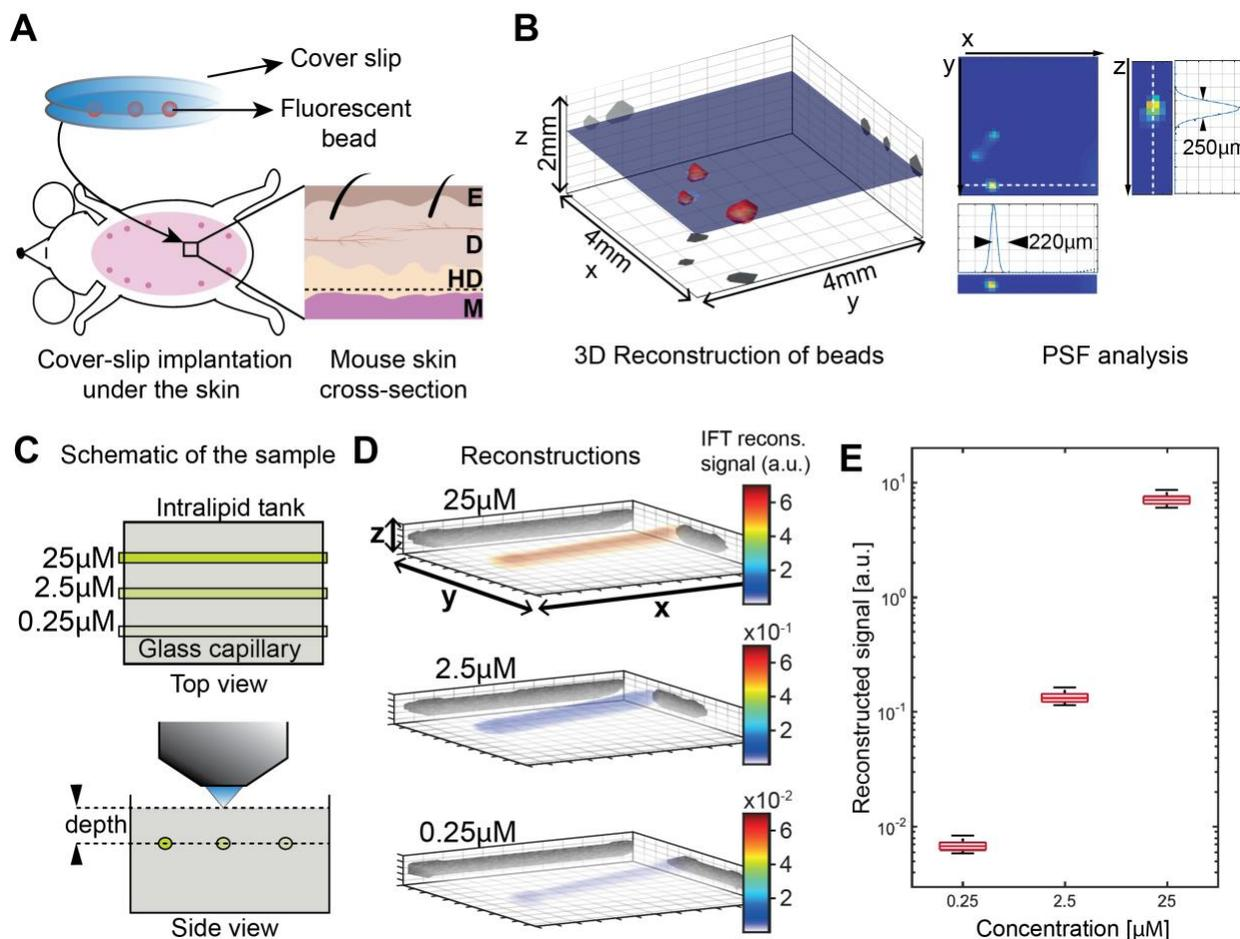 A
Cover slip
Fluorescent
bead
E
D
HD
M
Cover-slip implantation
under the skin
Mouse skin
cross-section
B
z
2mm
4mm
x
4mm
y
3D Reconstruction of beads
x
y
z
250µm
220µm
PSF analysis
C
Schematic of the sample
Intralipid tank
25µM
2.5µM
0.25µM
Glass capillary
Top view
depth
Side view
D
Reconstructions
IFT recons.
signal (a.u.)
25µM
z
y
x
6
4
2
2.5µM
x10⁻¹
6
4
2
0.25µM
x10⁻²
6
4
2
E
Reconstructed signal [a.u.]
10¹
10⁰
10⁻¹
10⁻²
0.25
2.5
25
Concentration [µM]